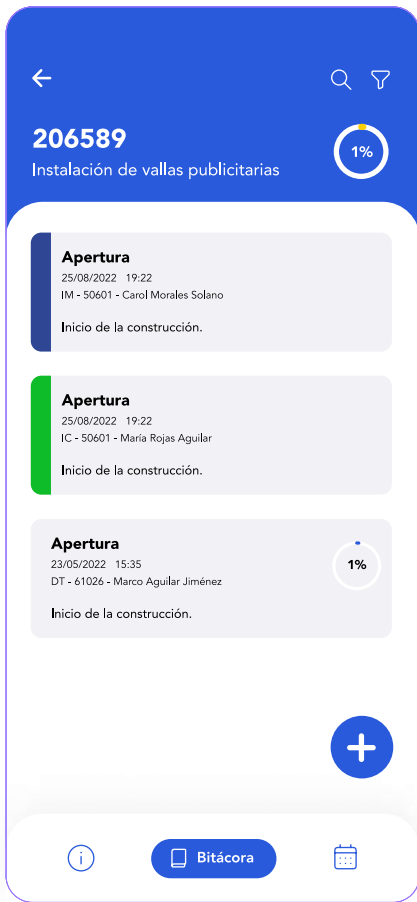 206589
Instalación de vallas publicitarias
1%
Apertura
25/08/2022 19:22
IM - 50601 - Carol Morales Solano
Inicio de la construcción.
Apertura
25/08/2022 19:22
IC - 50601 - María Rojas Aguilar
Inicio de la construcción.
Apertura
23/05/2022 15:35
DT - 61026 - Marco Aguilar Jiménez
1%
Inicio de la construcción.
Bitácora